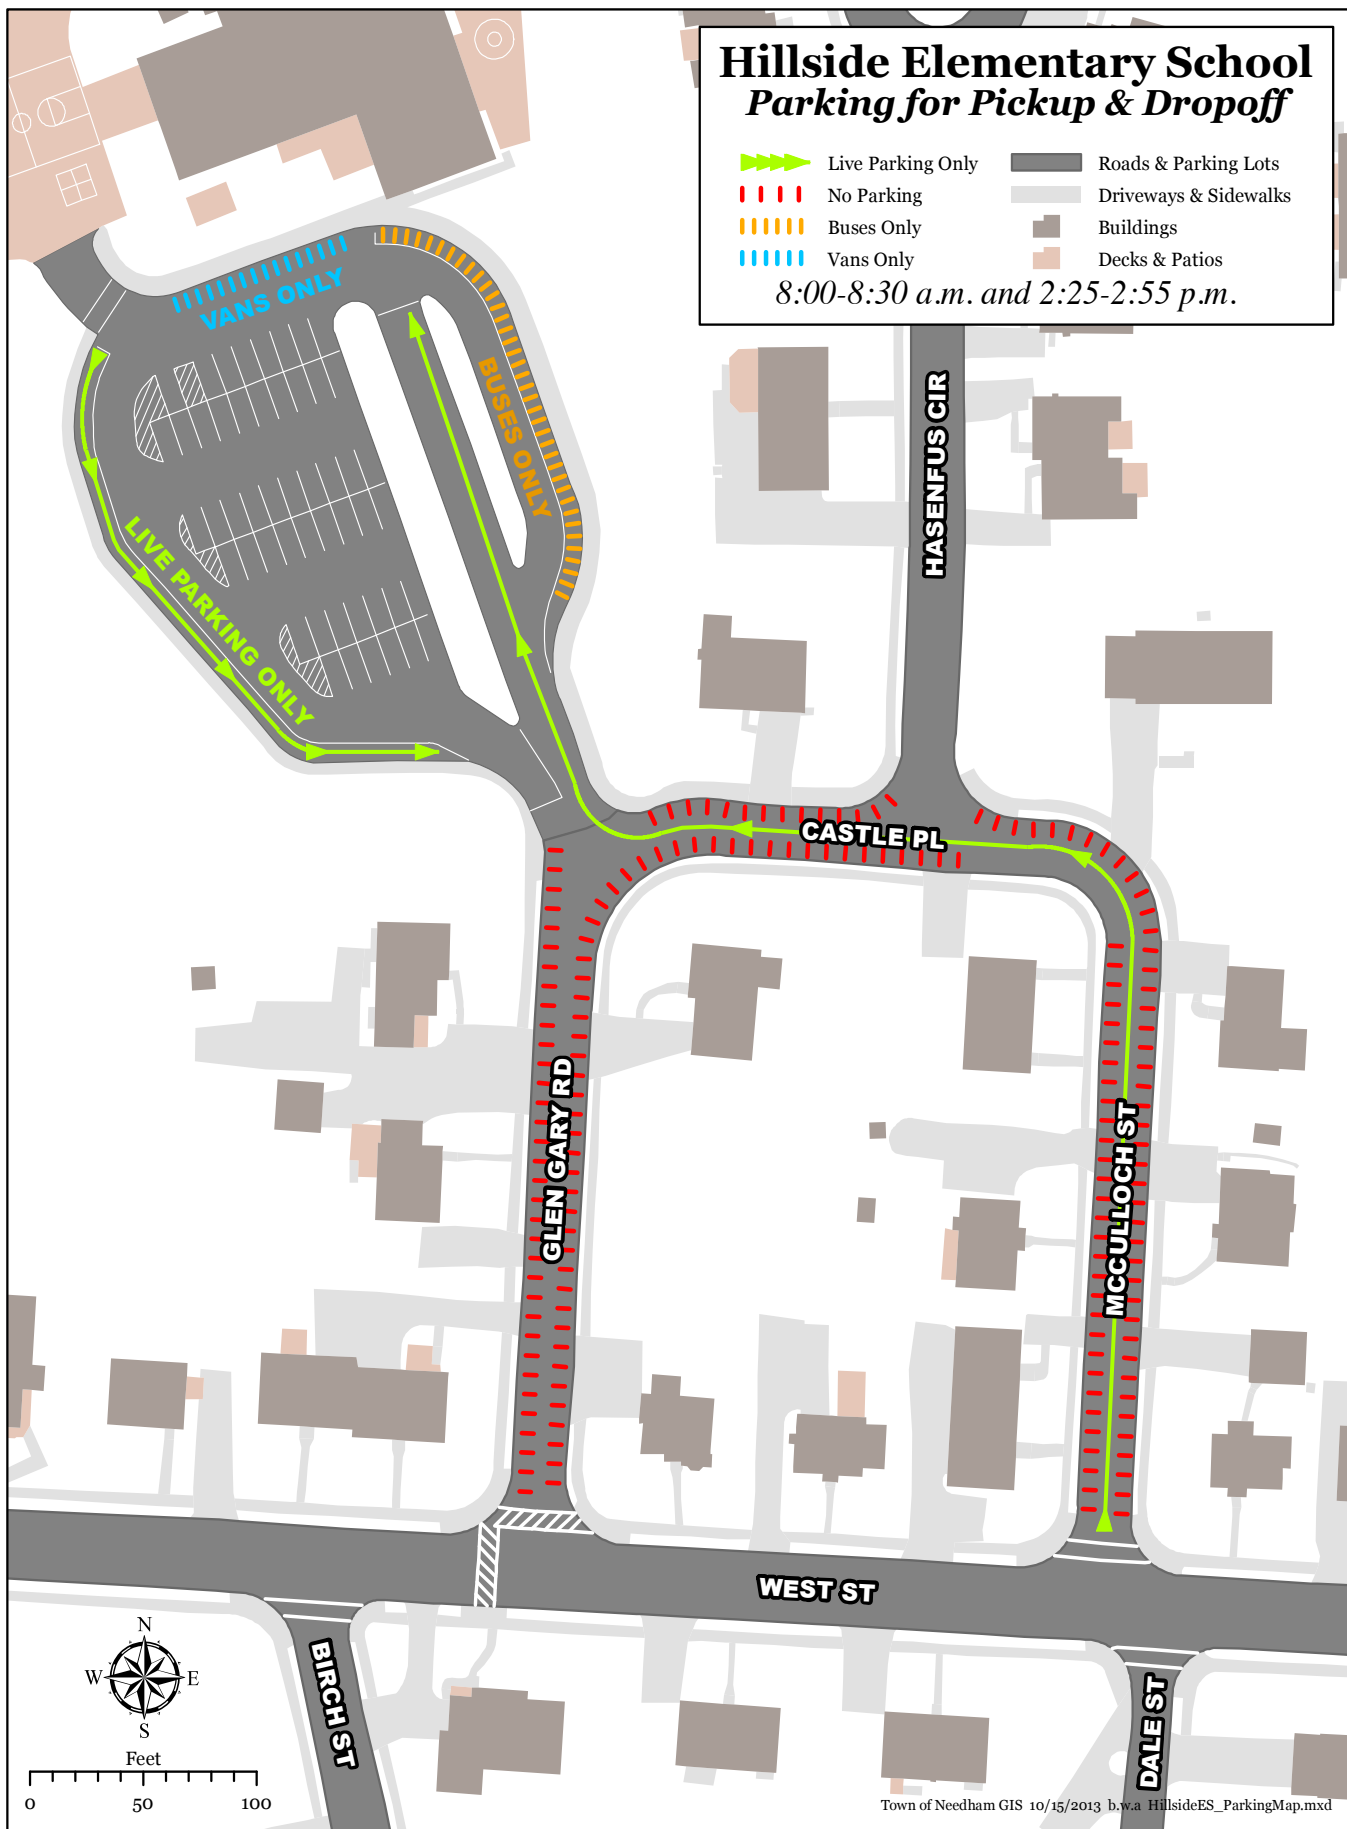 Hillside Elementary School
Parking for Pickup & Dropoff
Live Parking Only
No Parking
Buses Only
Vans Only
Roads & Parking Lots
Driveways & Sidewalks
Buildings
Decks & Patios
8:00-8:30 a.m. and 2:25-2:55 p.m.
VANS ONLY
BUSES ONLY
LIVE PARKING ONLY
HASENFUS CIR
CASTLE PL
GLEN GARY RD
MCCULLOCH ST
WEST ST
BIRCH ST
DALE ST
N
W E
S
Feet
0 50 100
Town of Needham GIS 10/15/2013 b.w.a HillsideES_ParkingMap.mxd